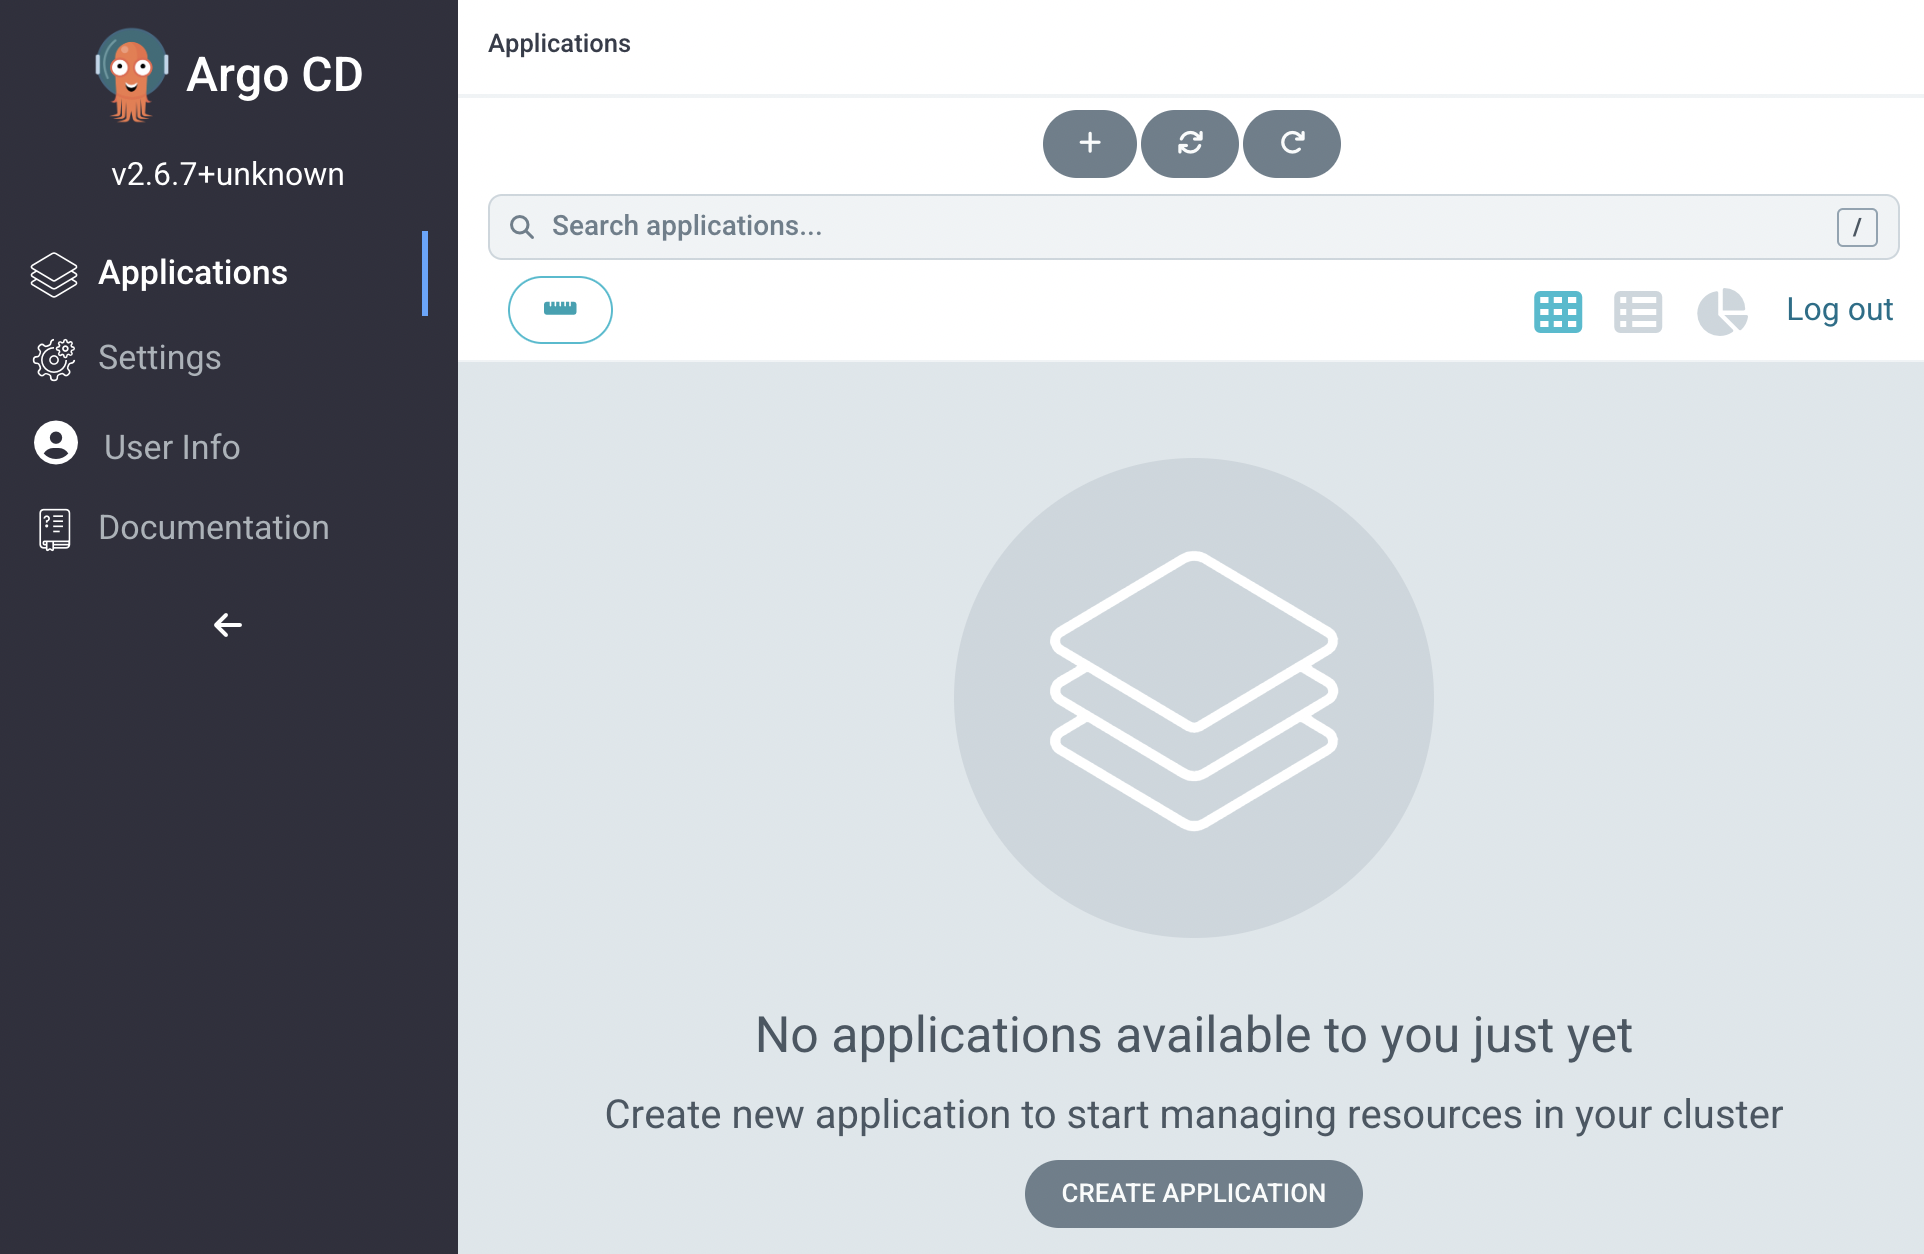 Argo CD
v2.6.7+unknown
Applications
Settings
User Info
Documentation
Applications
Search applications...
/
Log out
No applications available to you just yet
Create new application to start managing resources in your cluster
CREATE APPLICATION